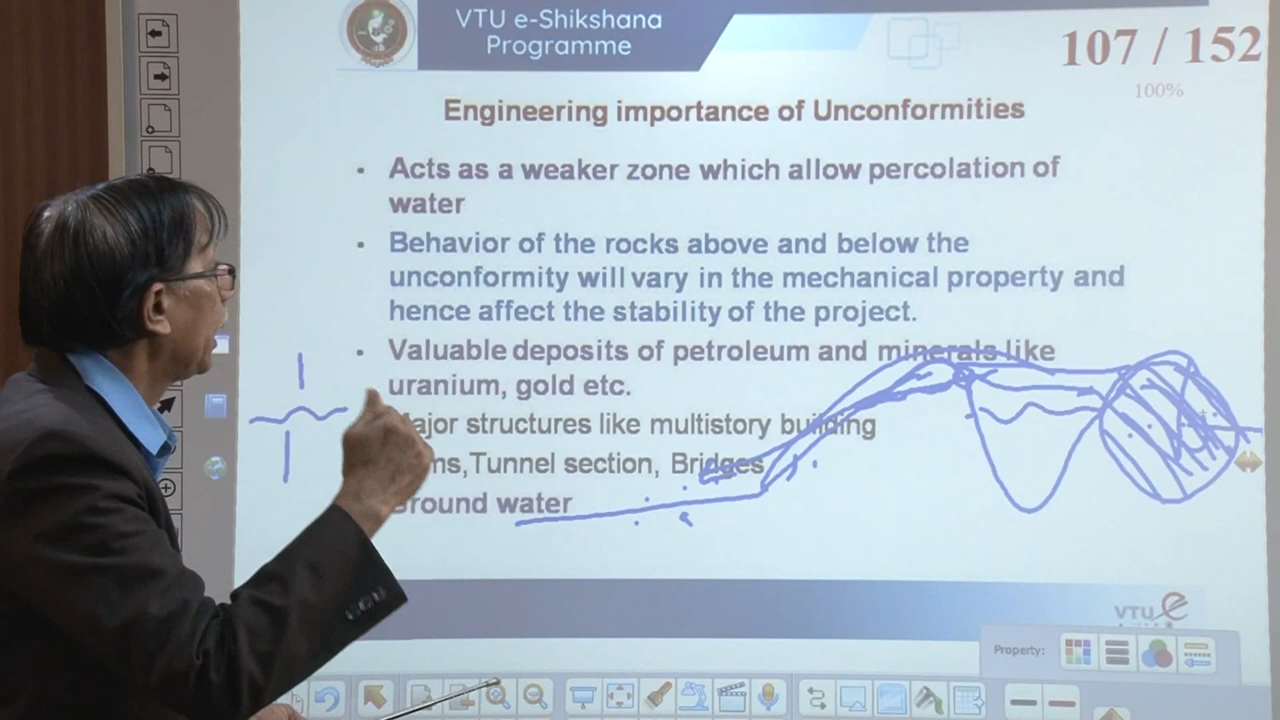 VTU e-Shikshana
Programme
107 / 152
100%
Engineering importance of Unconformities
Acts as a weaker zone which allow percolation of
water
Behavior of the rocks above and below the
unconformity will vary in the mechanical property and
hence affect the stability of the project.
Valuable deposits of petroleum and minerals like
uranium, gold etc.
ajor structures like multistory building
ms,Tunnel section, Bridges
round water
VTU e
Property: